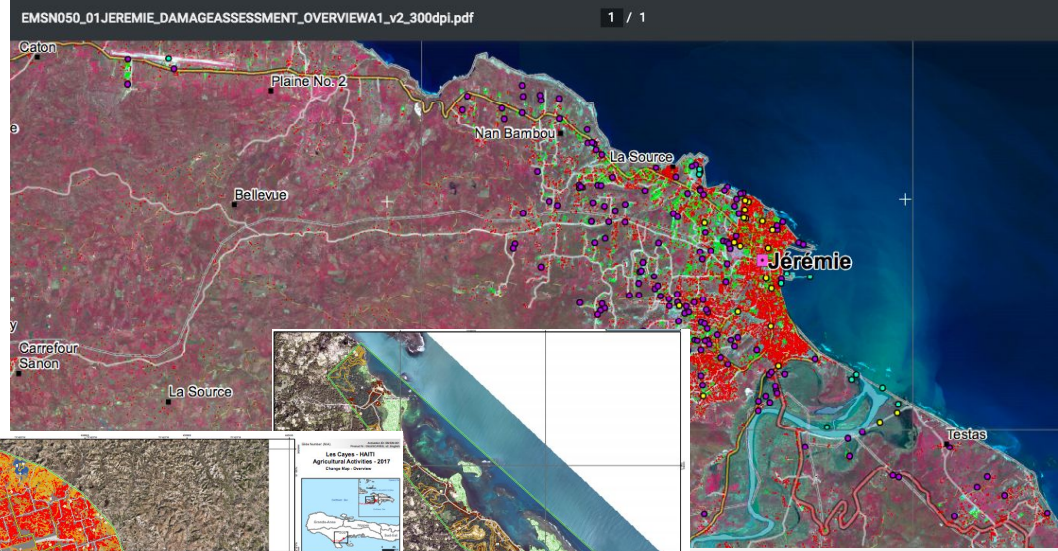 EMSN050_01JEREMIE_DAMAGEASSESSMENT_OVERVIEWA1_v2_300dpi.pdf
1 / 1
Caton
Plaine No. 2
Nan Bambou
La Source
Bellevue
Jérémie
Carrefour
Sanon
La Source
Testas
Les Cayes - HAITI
Agricultural Activities - 2017
Change Map - Overview